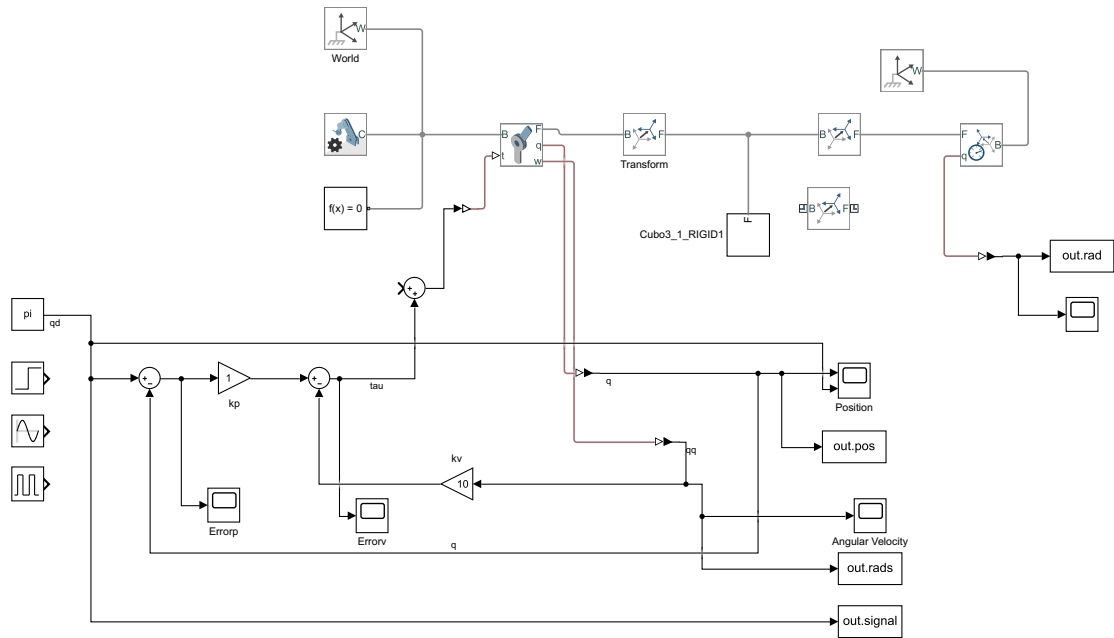 W
World
W
C
B
F
q
w
t
B
F
Transform
B
F
F
q
B
f(x) = 0
B
F
F
Cubo3_1_RIGID1
out.rad
pi
qd
1
kp
tau
q
Position
out.pos
qq
kv
10
Errorp
Errorv
Angular Velocity
q
out.rads
out.signal